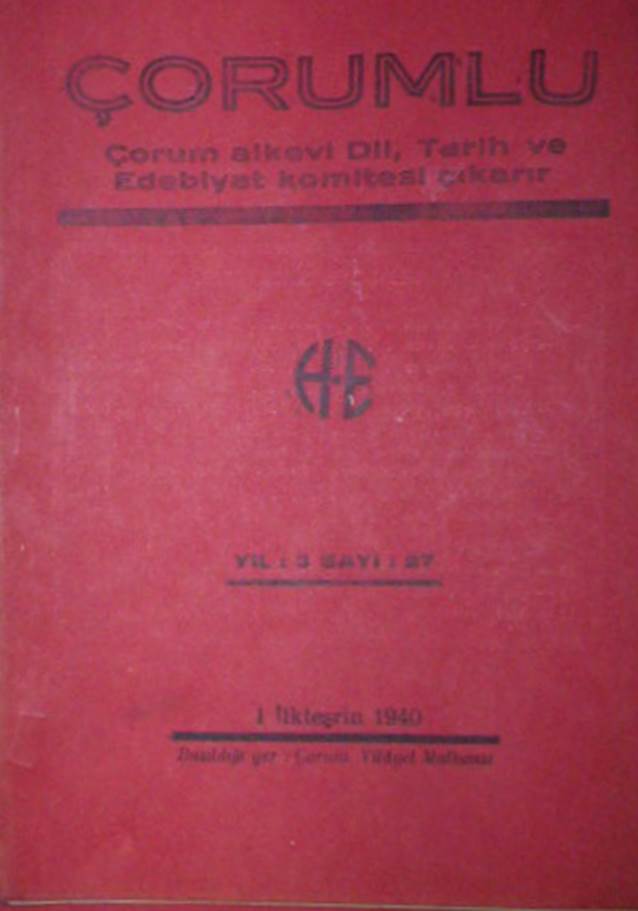 ÇORUMLU
Çorum alkevi Dil, Tarih ve
Edebiyat komitesi çıkarır
HE
YIL : 3 SAYI : 27
1 İlkteşrin 1940
Basıldığı yer : Çorum Vilâyet Matbaası